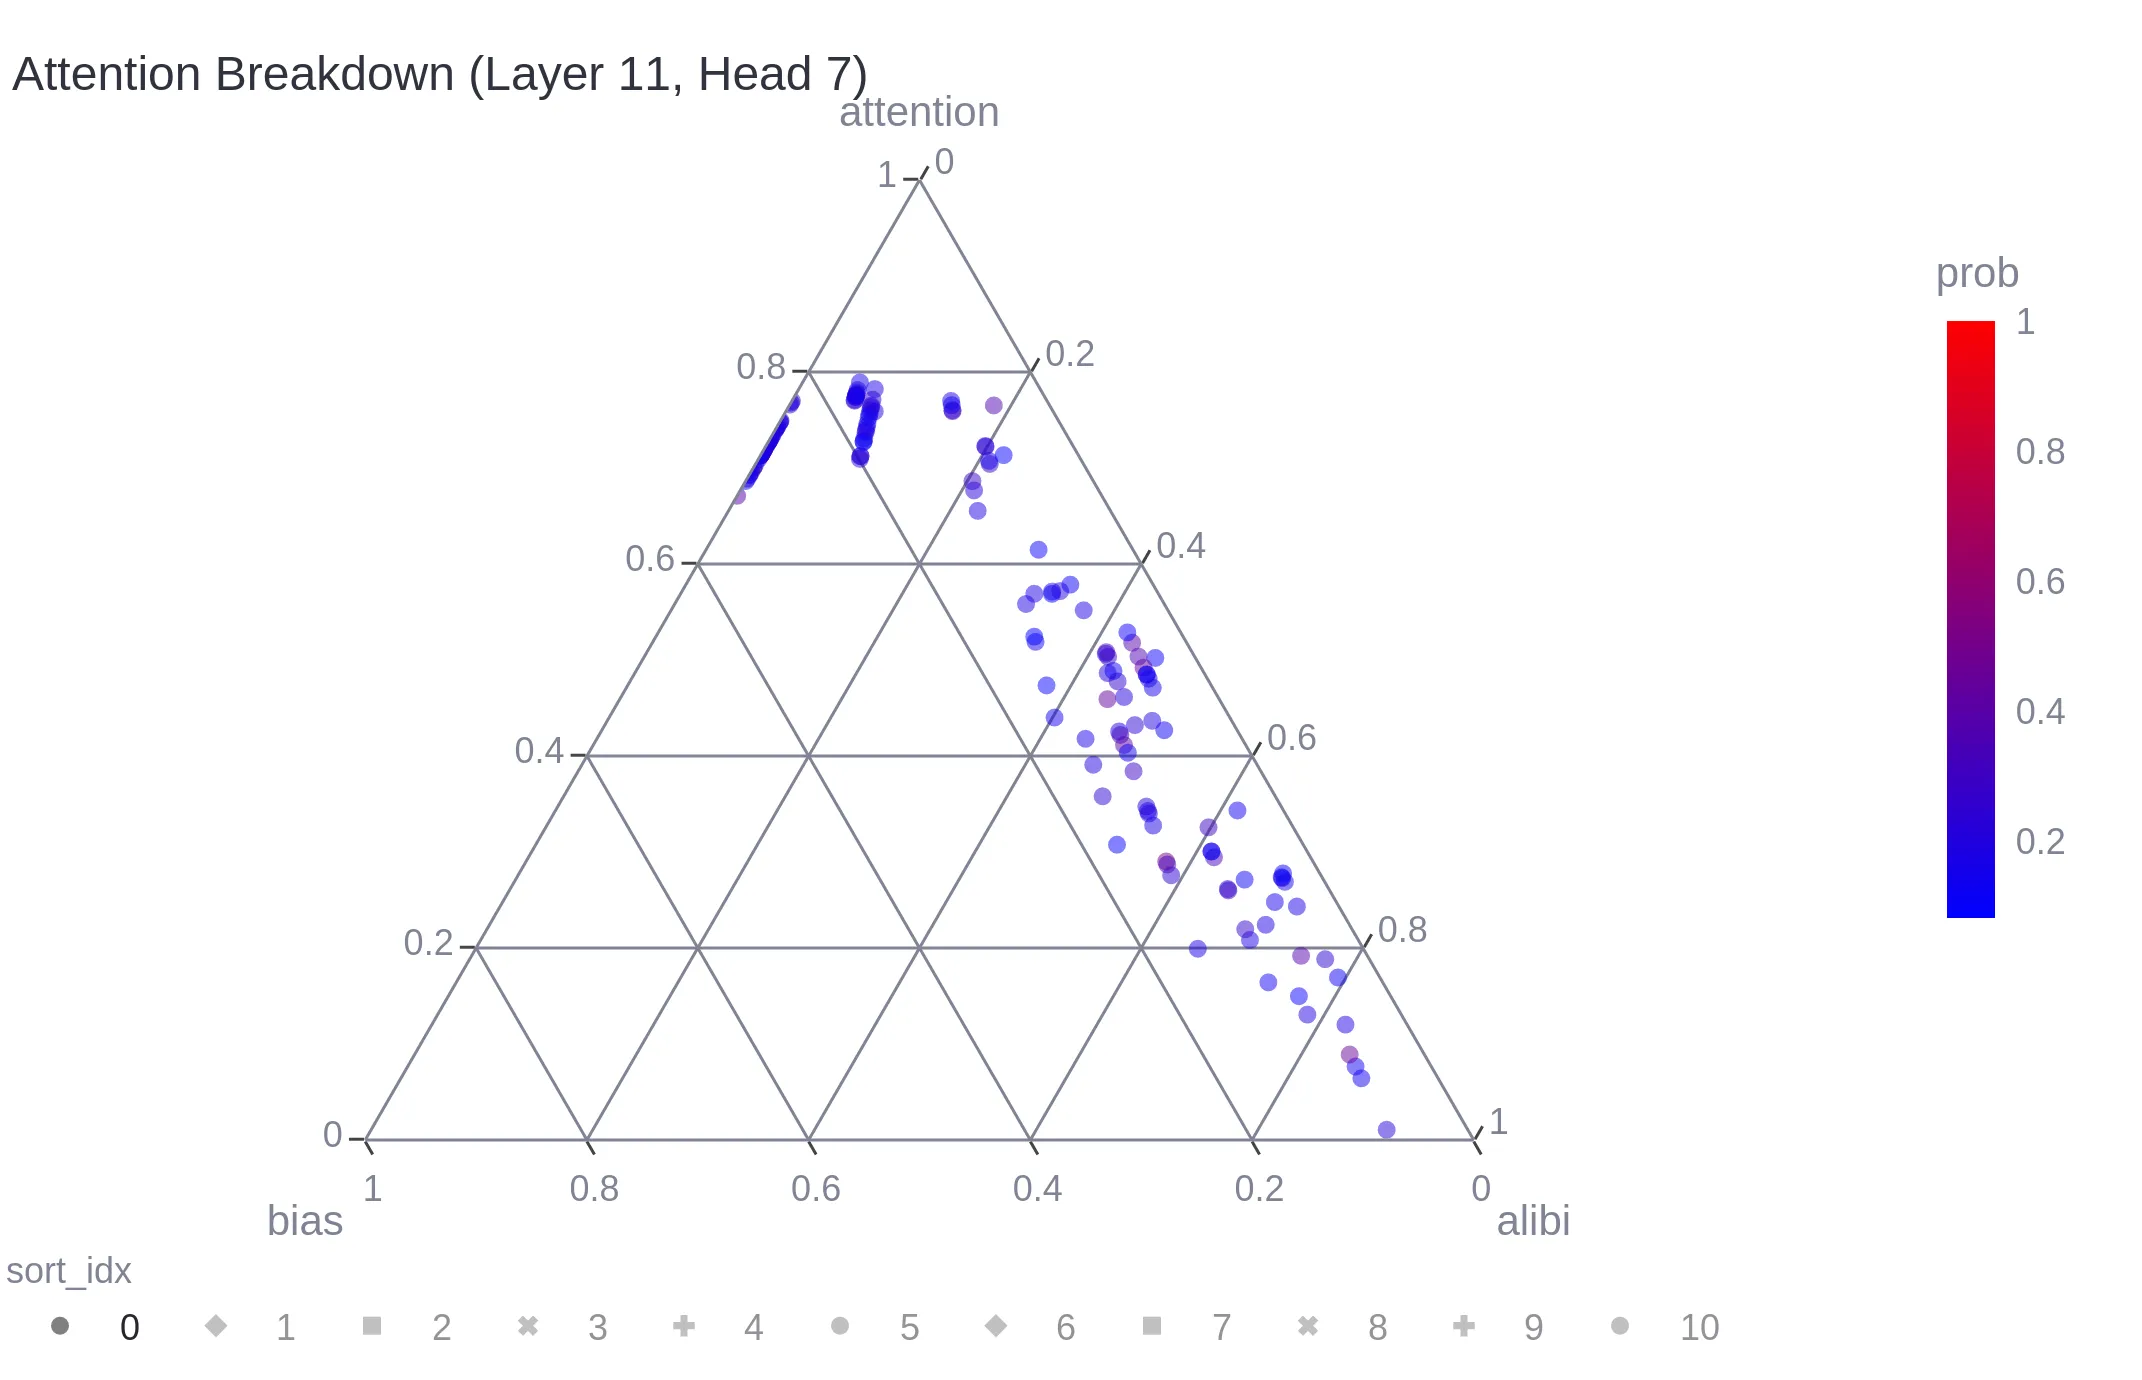 Attention Breakdown (Layer 11, Head 7)
attention
1 0
0.8 0.2
0.6 0.4
0.4 0.6
0.2 0.8
0 1
1 0.8 0.6 0.4 0.2 0
bias alibi
prob
1
0.8
0.6
0.4
0.2
sort_idx
0 1 2 3 4 5 6 7 8 9 10